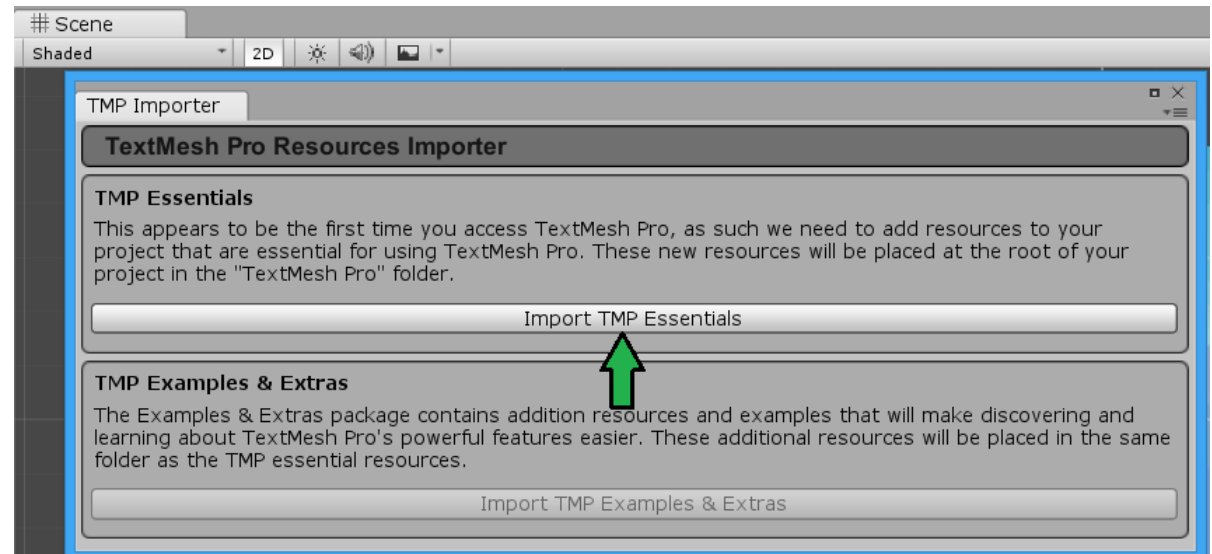 Scene
Shaded 2D
TMP Importer
TextMesh Pro Resources Importer
TMP Essentials
This appears to be the first time you access TextMesh Pro, as such we need to add resources to your
project that are essential for using TextMesh Pro. These new resources will be placed at the root of your
project in the "TextMesh Pro" folder.
Import TMP Essentials
TMP Examples & Extras
The Examples & Extras package contains addition resources and examples that will make discovering and
learning about TextMesh Pro's powerful features easier. These additional resources will be placed in the same
folder as the TMP essential resources.
Import TMP Examples & Extras